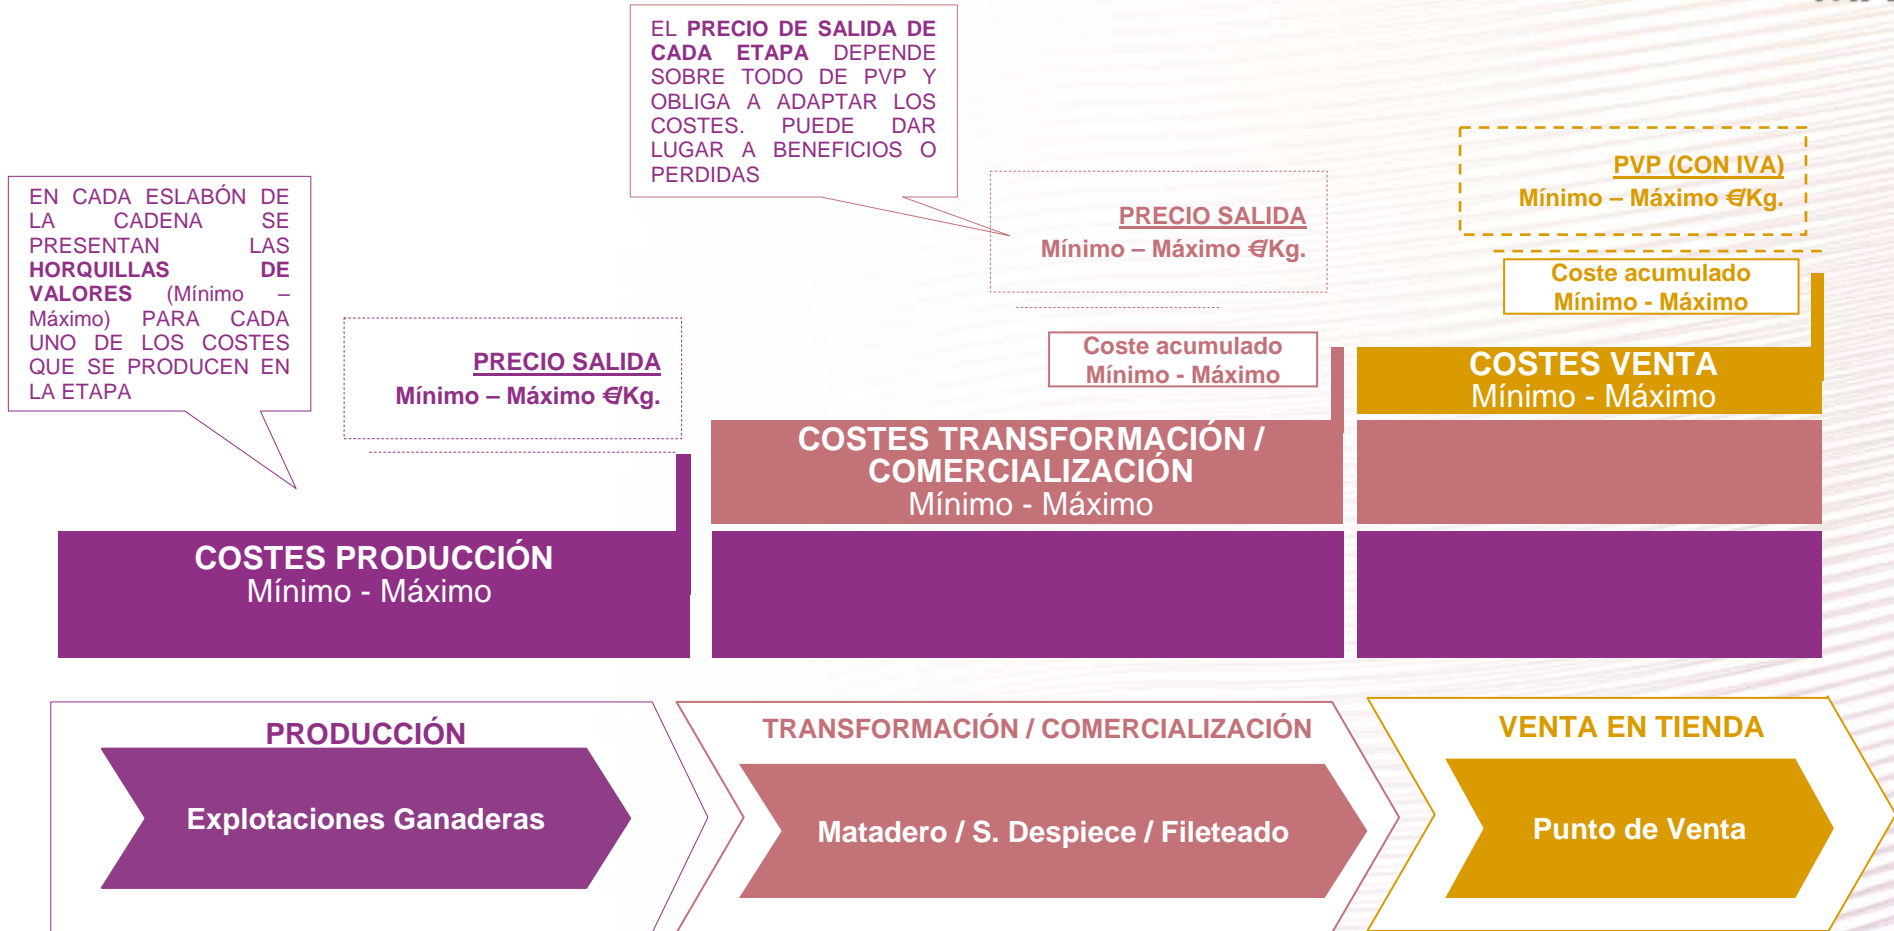 EL PRECIO DE SALIDA DE
CADA ETAPA DEPENDE
SOBRE TODO DE PVP Y
OBLIGA A ADAPTAR LOS
COSTES. PUEDE DAR
LUGAR A BENEFICIOS O
PERDIDAS
EN CADA ESLABÓN DE
LA CADENA SE
PRESENTAN LAS
HORQUILLAS DE
VALORES (Mínimo –
Máximo) PARA CADA
UNO DE LOS COSTES
QUE SE PRODUCEN EN
LA ETAPA
PRECIO SALIDA
Mínimo – Máximo €/Kg.
PRECIO SALIDA
Mínimo – Máximo €/Kg.
PVP (CON IVA)
Mínimo – Máximo €/Kg.
Coste acumulado
Mínimo - Máximo
Coste acumulado
Mínimo - Máximo
COSTES VENTA
Mínimo - Máximo
COSTES TRANSFORMACIÓN /
COMERCIALIZACIÓN
Mínimo - Máximo
COSTES PRODUCCIÓN
Mínimo - Máximo
PRODUCCIÓN
Explotaciones Ganaderas
TRANSFORMACIÓN / COMERCIALIZACIÓN
Matadero / S. Despiece / Fileteado
VENTA EN TIENDA
Punto de Venta